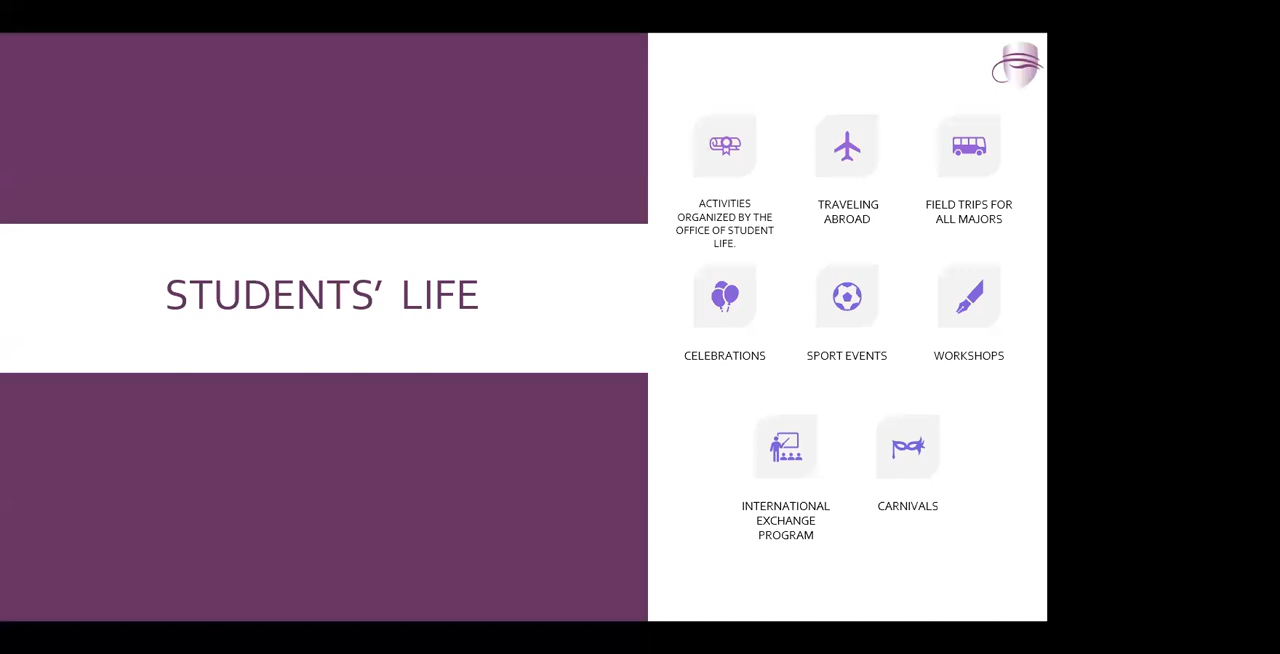 STUDENTS’ LIFE
ACTIVITIES
ORGANIZED BY THE
OFFICE OF STUDENT
LIFE.
TRAVELING
ABROAD
FIELD TRIPS FOR
ALL MAJORS
CELEBRATIONS
SPORT EVENTS
WORKSHOPS
INTERNATIONAL
EXCHANGE
PROGRAM
CARNIVALS